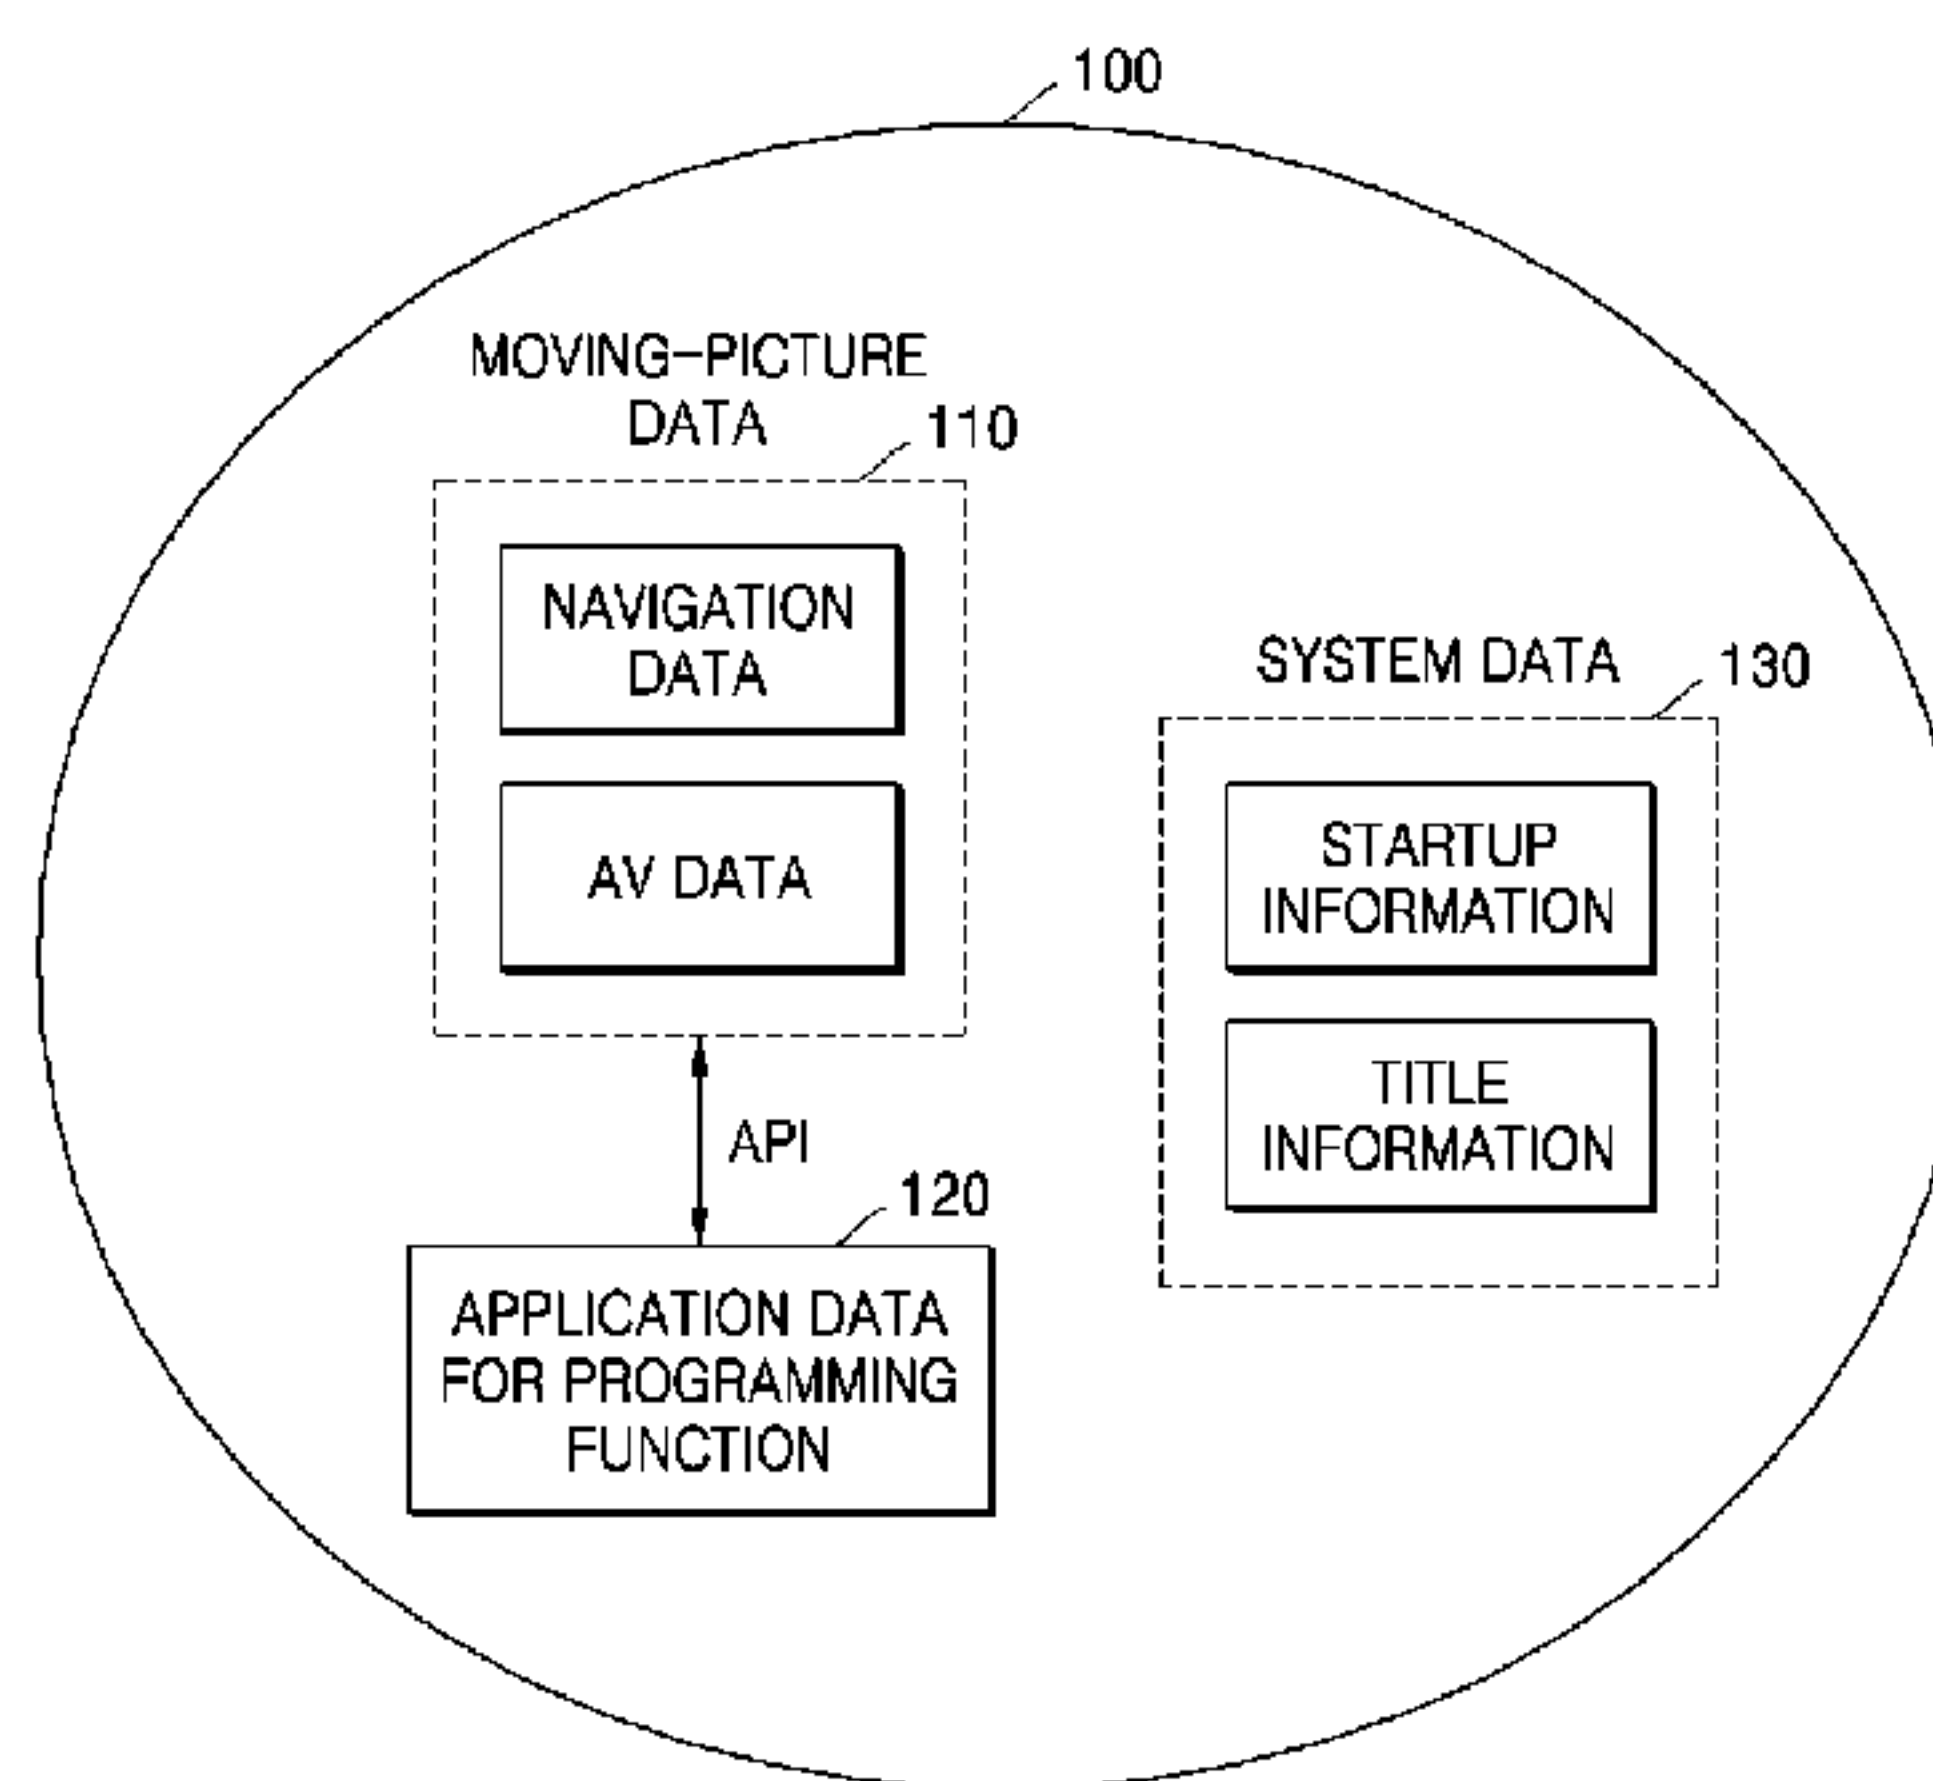 100
MOVING-PICTURE
DATA
110
NAVIGATION
DATA
AV DATA
API
120
APPLICATION DATA
FOR PROGRAMMING
FUNCTION
SYSTEM DATA
130
STARTUP
INFORMATION
TITLE
INFORMATION